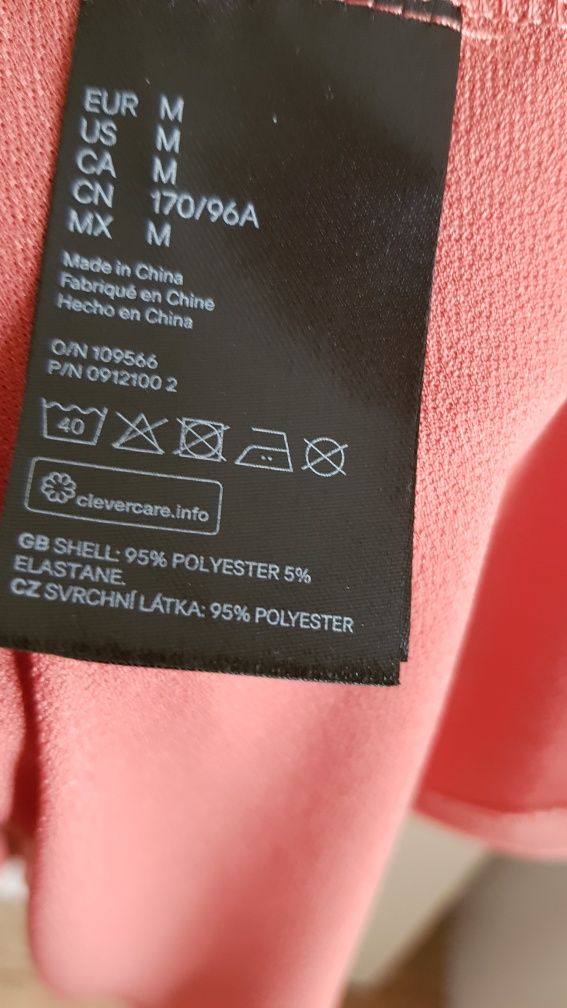 EUR M
US M
CA M
CN 170/96A
MX M
Made in China
Fabriqué en Chine
Hecho en China
O/N 109566
P/N 0912100 2
40
clevercare.info
GB SHELL: 95% POLYESTER 5%
ELASTANE.
CZ SVRCHNÍ LÁTKA: 95% POLYESTER